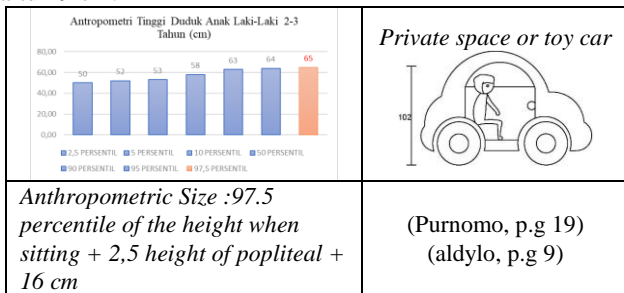 Antropometri Tinggi Duduk Anak Laki-Laki 2-3
Tahun (cm)
80,00
60,00
40,00
20,00
0,00
50
52
53
58
63
64
65
2,5 PERSENTIL
5 PERSENTIL
10 PERSENTIL
50 PERSENTIL
90 PERSENTIL
95 PERSENTIL
97,5 PERSENTIL
Private space or toy car
102
Anthropometric Size :97.5
percentile of the height when
sitting + 2,5 height of popliteal +
16 cm
(Purnomo, p.g 19)
(aldylo, p.g 9)